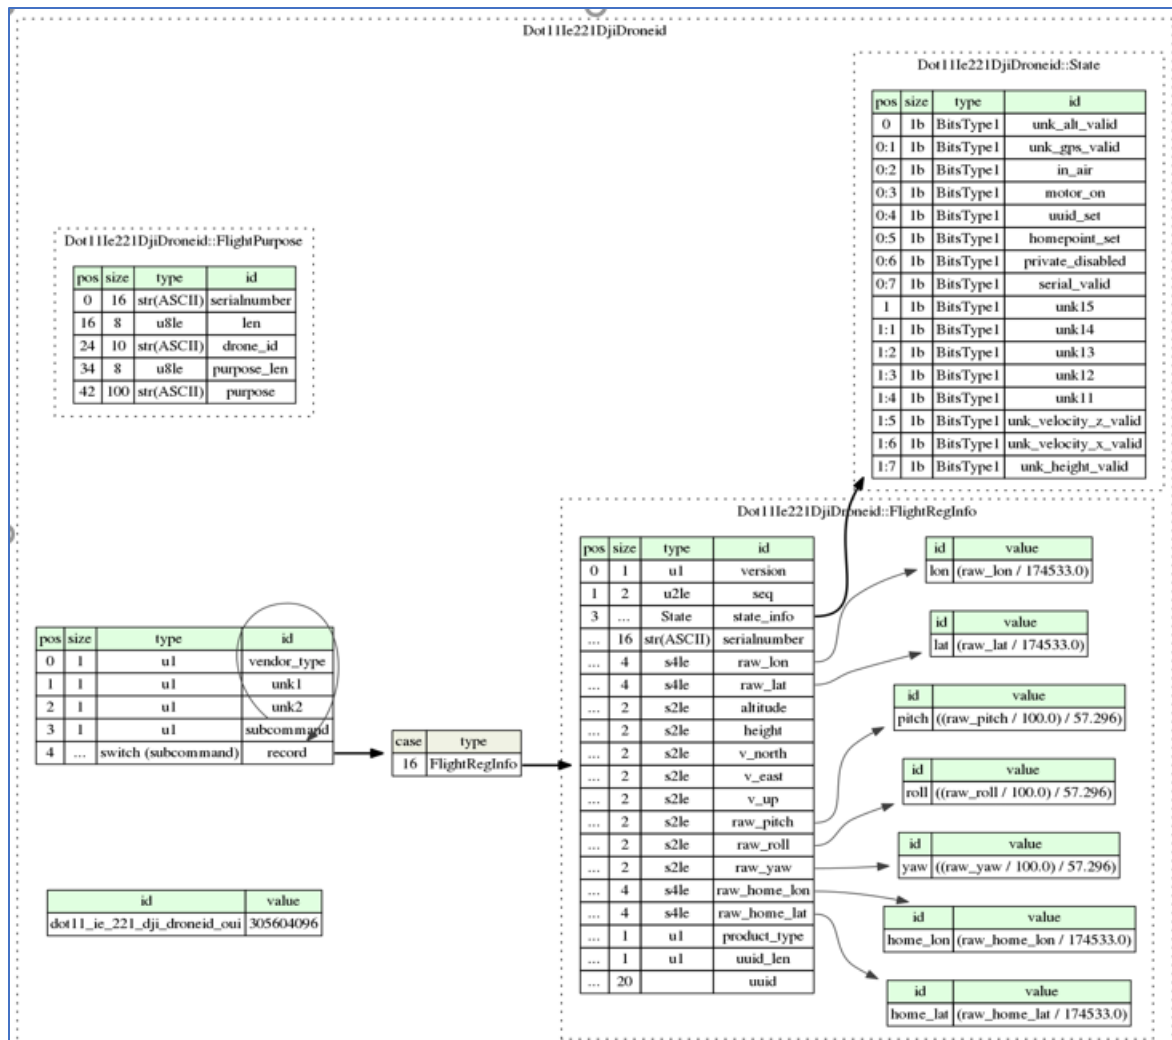 Dot11Ie221DjiDroneid
Dot11Ie221DjiDroneid::State
pos size type id
0 1b BitsType1 unk_alt_valid
0:1 1b BitsType1 unk_gps_valid
0:2 1b BitsType1 in_air
0:3 1b BitsType1 motor_on
0:4 1b BitsType1 uuid_set
0:5 1b BitsType1 homepoint_set
0:6 1b BitsType1 private_disabled
0:7 1b BitsType1 serial_valid
1 1b BitsType1 unk15
1:1 1b BitsType1 unk14
1:2 1b BitsType1 unk13
1:3 1b BitsType1 unk12
1:4 1b BitsType1 unk11
1:5 1b BitsType1 unk_velocity_z_valid
1:6 1b BitsType1 unk_velocity_x_valid
1:7 1b BitsType1 unk_height_valid
Dot11Ie221DjiDroneid::FlightPurpose
pos size type id
0 16 str(ASCII) serialnumber
16 8 u8le len
24 10 str(ASCII) drone_id
34 8 u8le purpose_len
42 100 str(ASCII) purpose
pos size type id
0 1 u1 vendor_type
1 1 u1 unk1
2 1 u1 unk2
3 1 u1 subcommand
4 ... switch (subcommand) record
case type
16 FlightRegInfo
id value
dot11_ie_221_dji_droneid_oui 305604096
Dot11Ie221DjiDroneid::FlightRegInfo
pos size type id
0 1 u1 version
1 2 u2le seq
3 ... State state_info
... 16 str(ASCII) serialnumber
... 4 s4le raw_lon
... 4 s4le raw_lat
... 2 s2le altitude
... 2 s2le height
... 2 s2le v_north
... 2 s2le v_east
... 2 s2le v_up
... 2 s2le raw_pitch
... 2 s2le raw_roll
... 2 s2le raw_yaw
... 4 s4le raw_home_lon
... 4 s4le raw_home_lat
... 1 u1 product_type
... 1 u1 uuid_len
... 20 uuid
id value
lon (raw_lon / 174533.0)
id value
lat (raw_lat / 174533.0)
id value
pitch ((raw_pitch / 100.0) / 57.296)
id value
roll ((raw_roll / 100.0) / 57.296)
id value
yaw ((raw_yaw / 100.0) / 57.296)
id value
home_lon (raw_home_lon / 174533.0)
id value
home_lat (raw_home_lat / 174533.0)